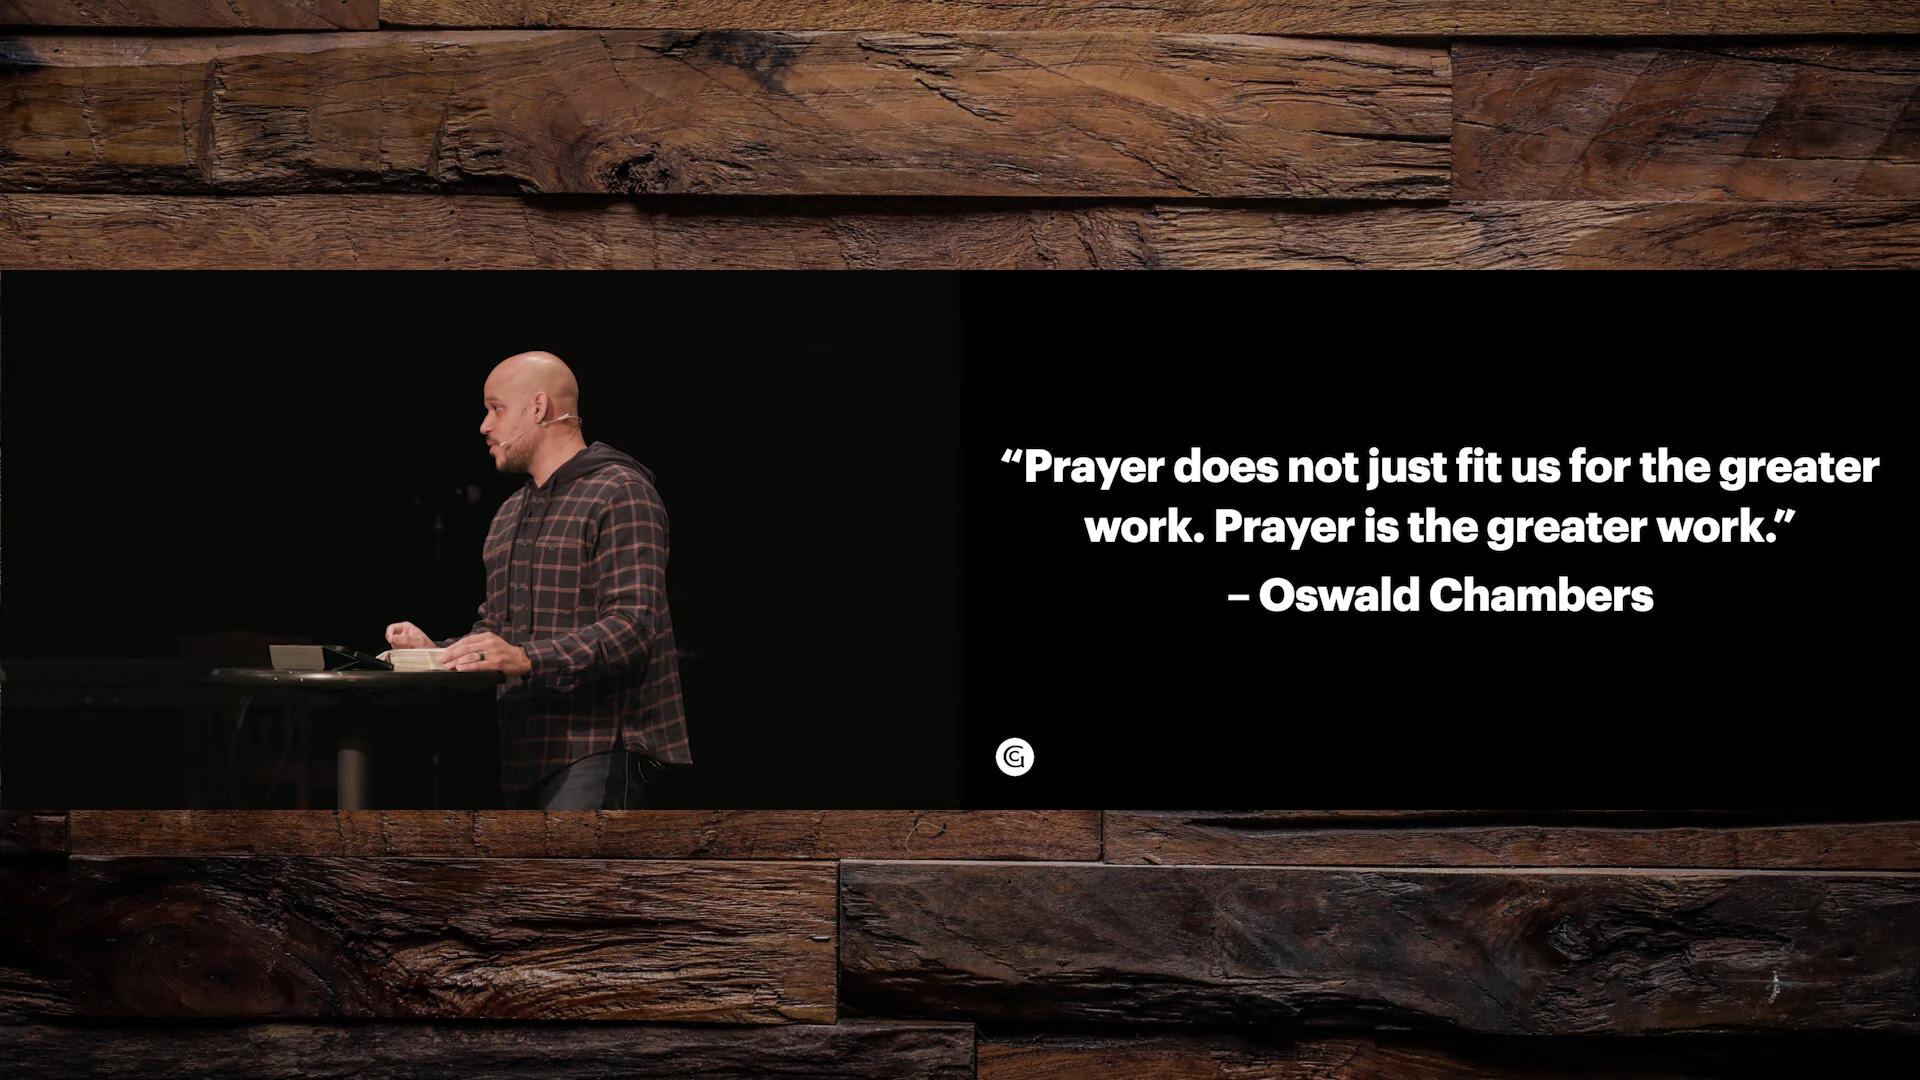 “Prayer does not just fit us for the greater
work. Prayer is the greater work.”
– Oswald Chambers